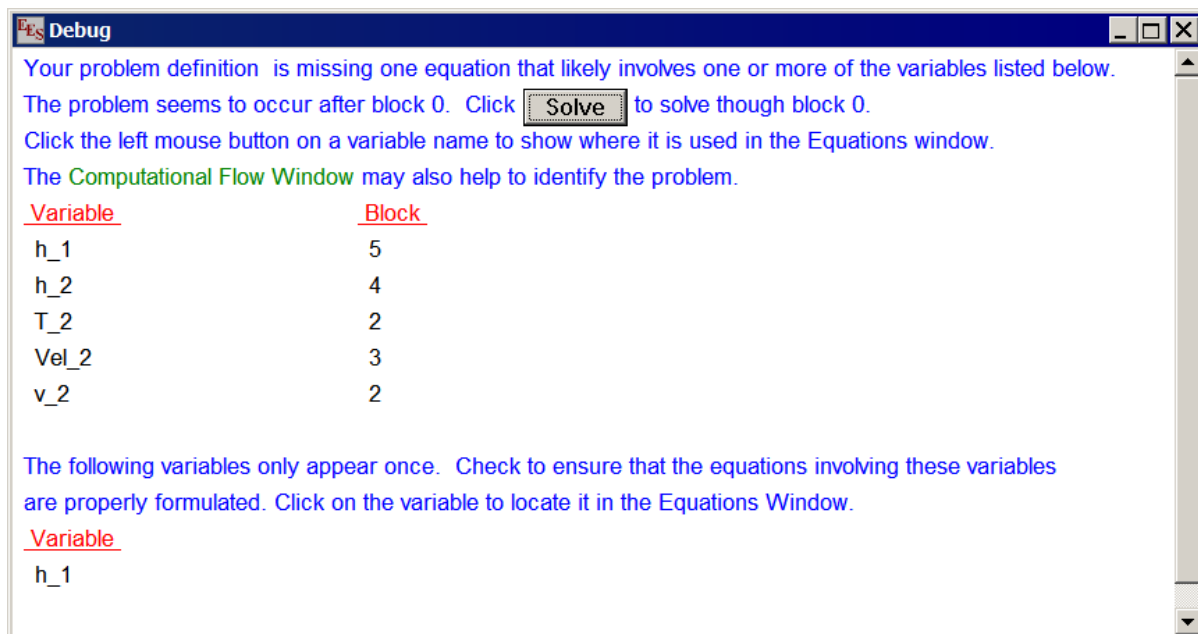 EES Debug
Your problem definition is missing one equation that likely involves one or more of the variables listed below.
The problem seems to occur after block 0. Click Solve to solve though block 0.
Click the left mouse button on a variable name to show where it is used in the Equations window.
The Computational Flow Window may also help to identify the problem.
Variable Block
h_1 5
h_2 4
T_2 2
Vel_2 3
v_2 2
The following variables only appear once. Check to ensure that the equations involving these variables
are properly formulated. Click on the variable to locate it in the Equations Window.
Variable
h_1